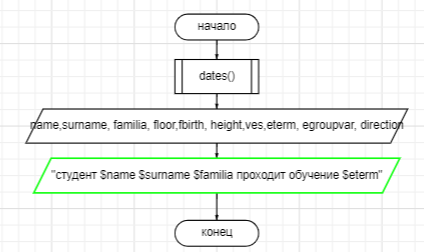 начало
dates()
name,surname, familia, floor,fbirth, height,ves,eterm, egroupvar, direction
"студент $name $surname $familia проходит обучение $eterm"
конец